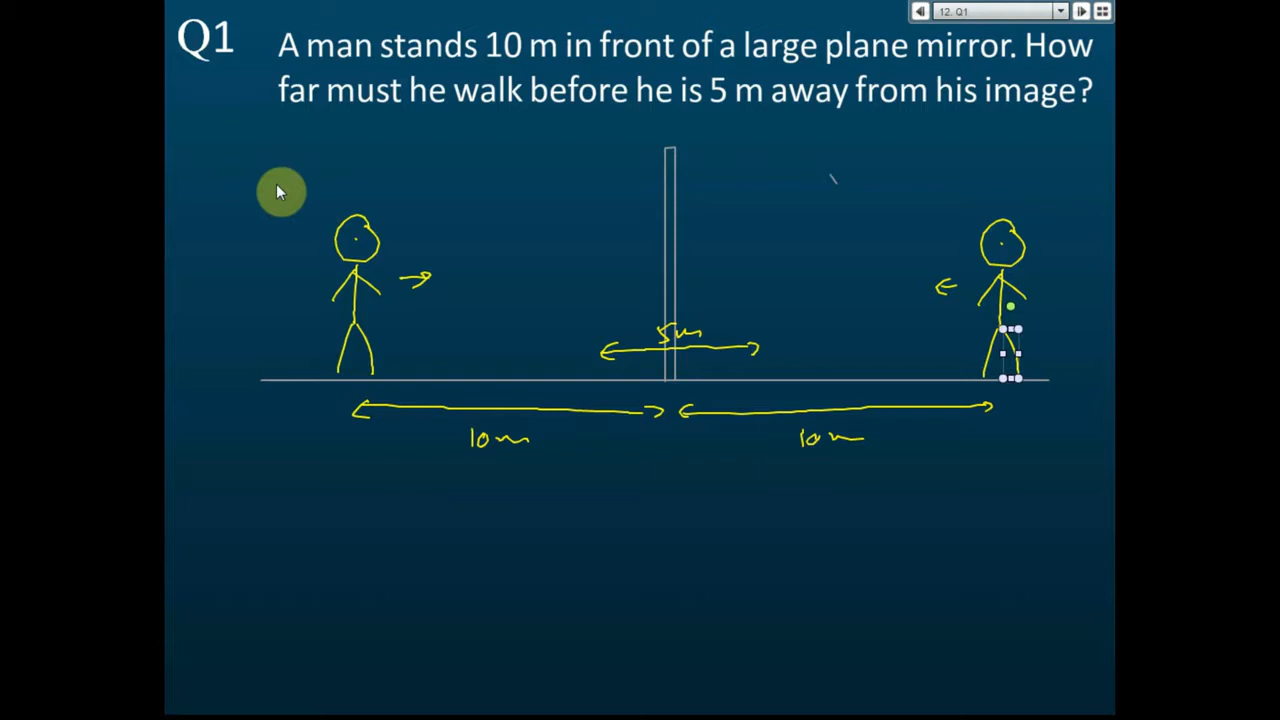 12. Q1
Q1
A man stands 10 m in front of a large plane mirror. How
far must he walk before he is 5 m away from his image?
5m
10m
10m